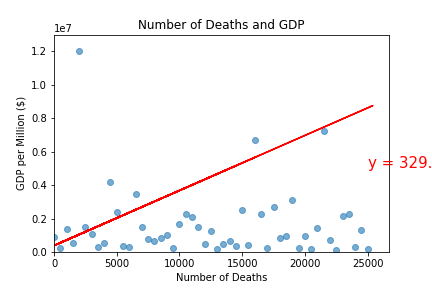 Number of Deaths and GDP
1e7
1.2
1.0
0.8
0.6
0.4
0.2
0.0
GDP per Million ($)
y = 329.
0 5000 10000 15000 20000 25000
Number of Deaths